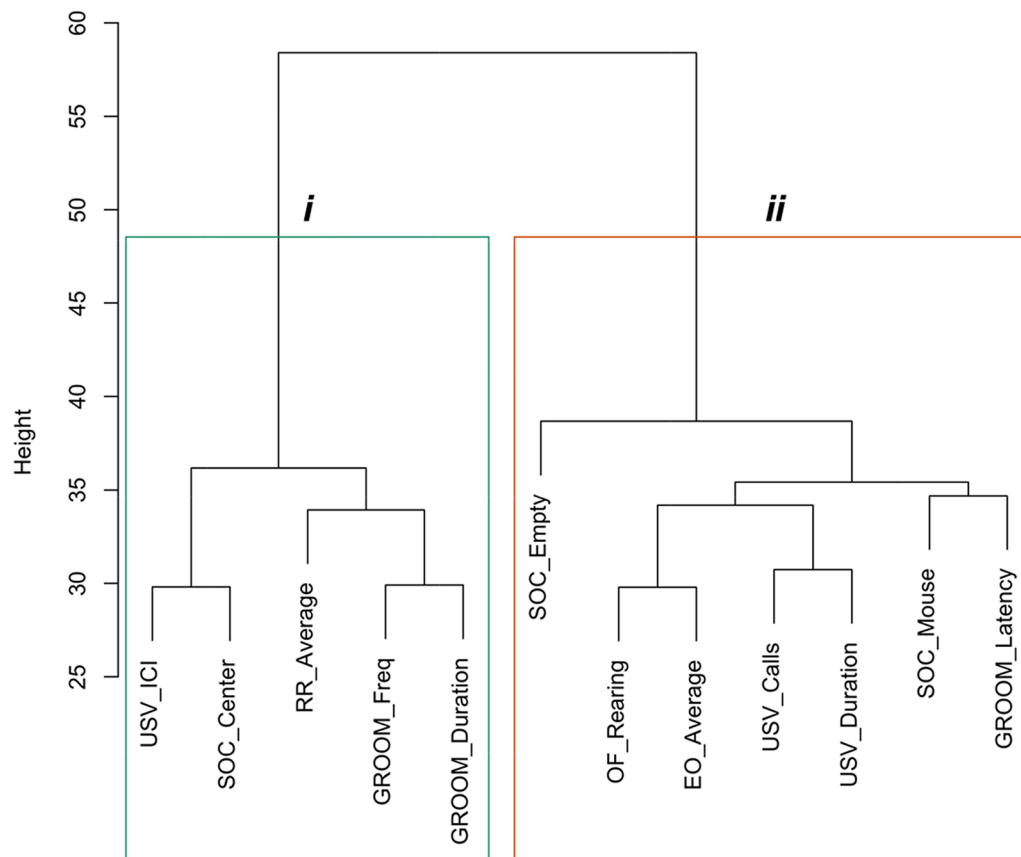 60
55
50
45
40
35
30
25
Height
i
ii
USV_ICI
SOC_Center
RR_Average
GROOM_Freq
GROOM_Duration
SOC_Empty
OF_Rearing
EO_Average
USV_Calls
USV_Duration
SOC_Mouse
GROOM_Latency